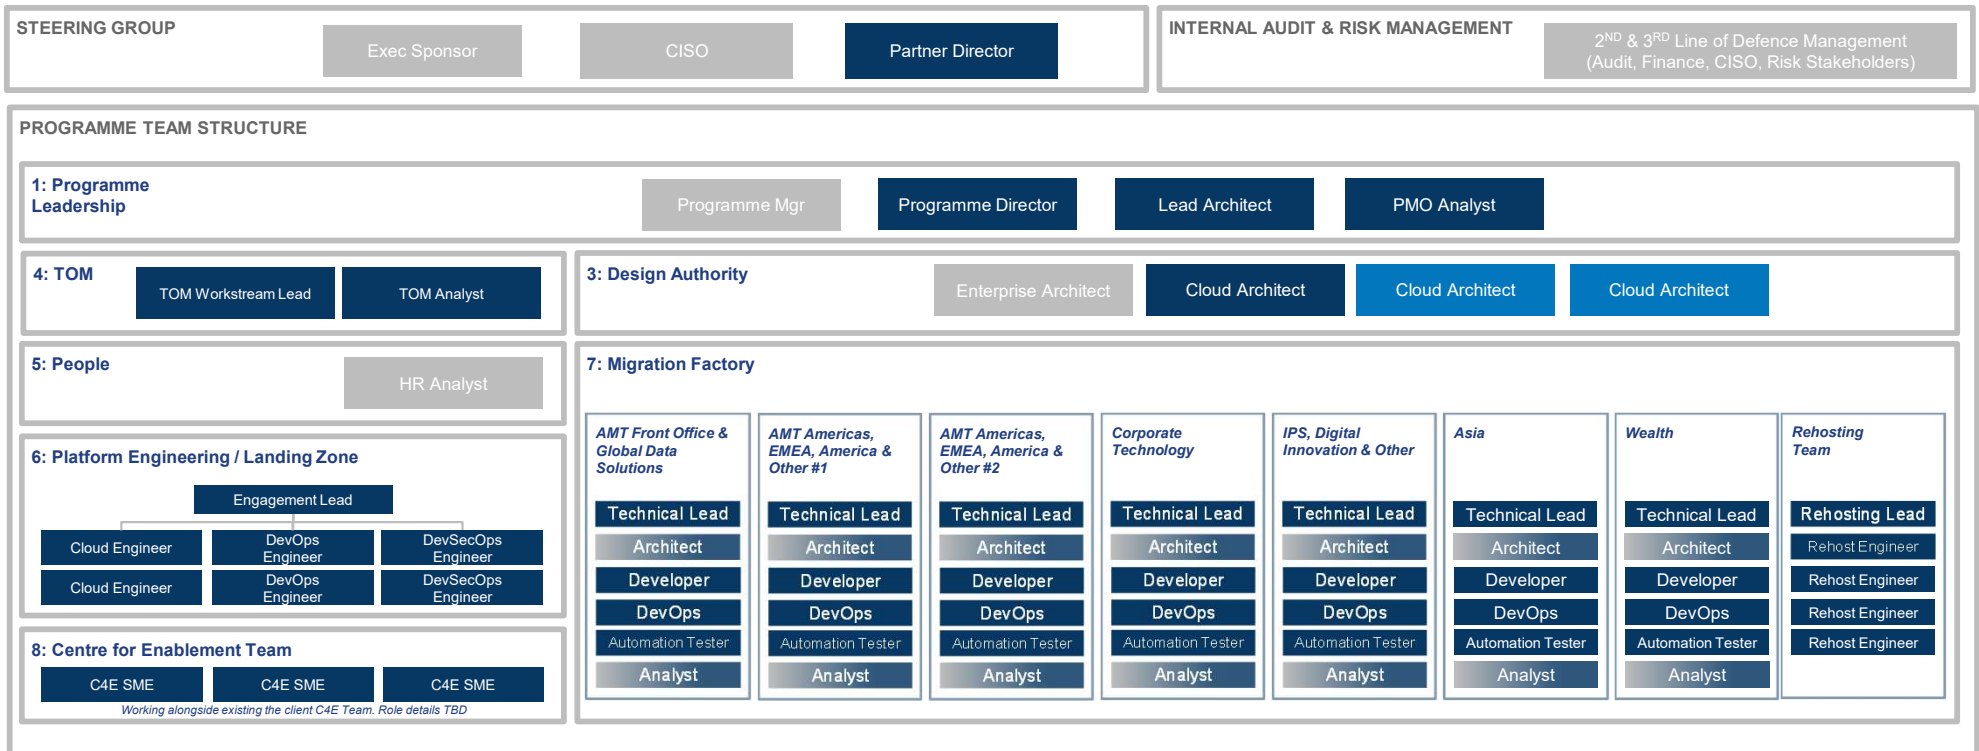 STEERING GROUP
Exec Sponsor
CISO
Partner Director
INTERNAL AUDIT & RISK MANAGEMENT
2ND & 3RD Line of Defence Management
(Audit, Finance, CISO, Risk Stakeholders)
PROGRAMME TEAM STRUCTURE
1: Programme
Leadership
Programme Mgr
Programme Director
Lead Architect
PMO Analyst
4: TOM
TOM Workstream Lead
TOM Analyst
3: Design Authority
Enterprise Architect
Cloud Architect
Cloud Architect
Cloud Architect
5: People
HR Analyst
6: Platform Engineering / Landing Zone
Engagement Lead
Cloud Engineer
DevOps
Engineer
DevSecOps
Engineer
Cloud Engineer
DevOps
Engineer
DevSecOps
Engineer
8: Centre for Enablement Team
C4E SME
C4E SME
C4E SME
Working alongside existing the client C4E Team. Role details TBD
7: Migration Factory
AMT Front Office &
Global Data
Solutions
Technical Lead
Architect
Developer
DevOps
Automation Tester
Analyst
AMT Americas,
EMEA, America &
Other #1
Technical Lead
Architect
Developer
DevOps
Automation Tester
Analyst
AMT Americas,
EMEA, America &
Other #2
Technical Lead
Architect
Developer
DevOps
Automation Tester
Analyst
Corporate
Technology
Technical Lead
Architect
Developer
DevOps
Automation Tester
Analyst
IPS, Digital
Innovation & Other
Technical Lead
Architect
Developer
DevOps
Automation Tester
Analyst
Asia
Technical Lead
Architect
Developer
DevOps
Automation Tester
Analyst
Wealth
Technical Lead
Architect
Developer
DevOps
Automation Tester
Analyst
Rehosting
Team
Rehosting Lead
Rehost Engineer
Rehost Engineer
Rehost Engineer
Rehost Engineer